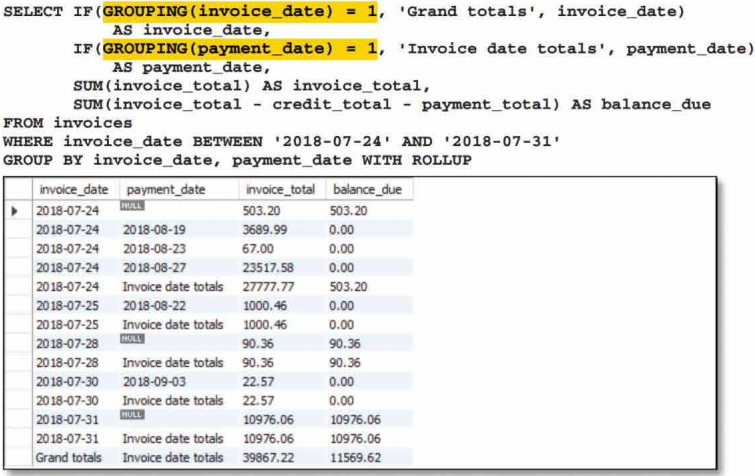 SELECT IF(GROUPING(invoice_date) = 1, 'Grand totals', invoice_date)
AS invoice_date,
IF(GROUPING(payment_date) = 1, 'Invoice date totals', payment_date)
AS payment_date,
SUM(invoice_total) AS invoice_total,
SUM(invoice_total - credit_total - payment_total) AS balance_due
FROM invoices
WHERE invoice_date BETWEEN '2018-07-24' AND '2018-07-31'
GROUP BY invoice_date, payment_date WITH ROLLUP
invoice_date payment_date invoice_total balance_due
2018-07-24 NULL 503.20 503.20
2018-07-24 2018-08-19 3689.99 0.00
2018-07-24 2018-08-23 67.00 0.00
2018-07-24 2018-08-27 23517.58 0.00
2018-07-24 Invoice date totals 27777.77 503.20
2018-07-25 2018-08-22 1000.46 0.00
2018-07-25 Invoice date totals 1000.46 0.00
2018-07-28 NULL 90.36 90.36
2018-07-28 Invoice date totals 90.36 90.36
2018-07-30 2018-09-03 22.57 0.00
2018-07-30 Invoice date totals 22.57 0.00
2018-07-31 NULL 10976.06 10976.06
2018-07-31 Invoice date totals 10976.06 10976.06
Grand totals Invoice date totals 39867.22 11569.62